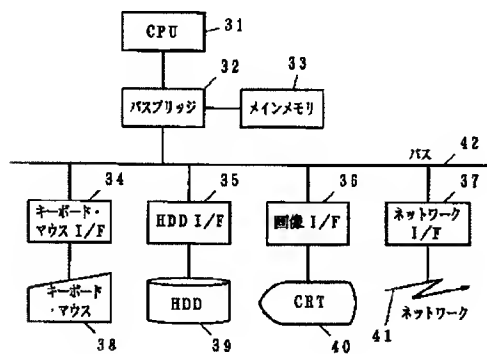 CPU
31
32
33
バスブリッジ
メインメモリ
バス
42
34
35
36
37
キーボード・
マウス I/F
HDD I/F
画像 I/F
ネットワーク
I/F
キーボード
・マウス
HDD
CRT
ネットワーク
38
39
40
41